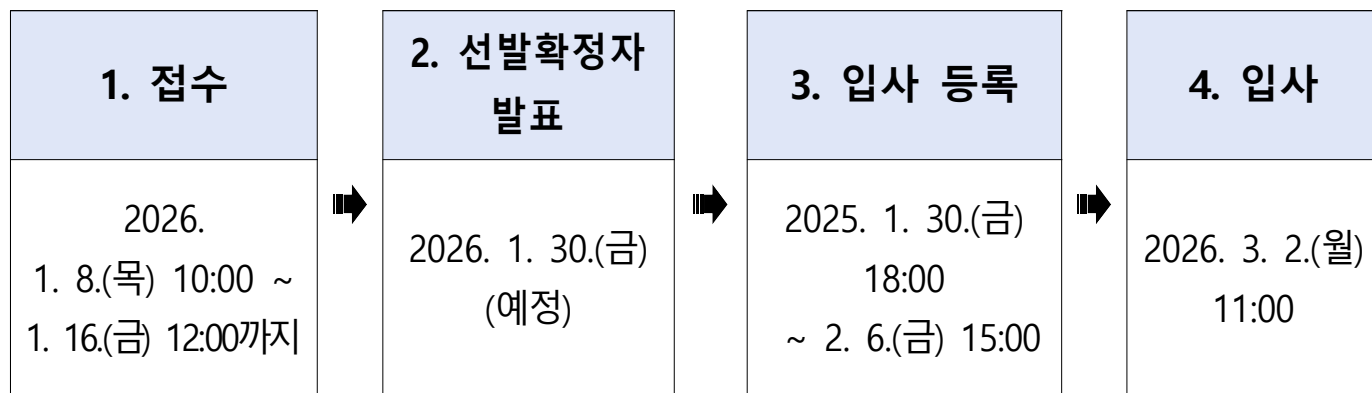 1. 접수
2026.
1. 8.(목) 10:00 ~
1. 16.(금) 12:00까지
2. 선발확정자
발표
2026. 1. 30.(금)
(예정)
3. 입사 등록
2025. 1. 30.(금)
18:00
~ 2. 6.(금) 15:00
4. 입사
2026. 3. 2.(월)
11:00